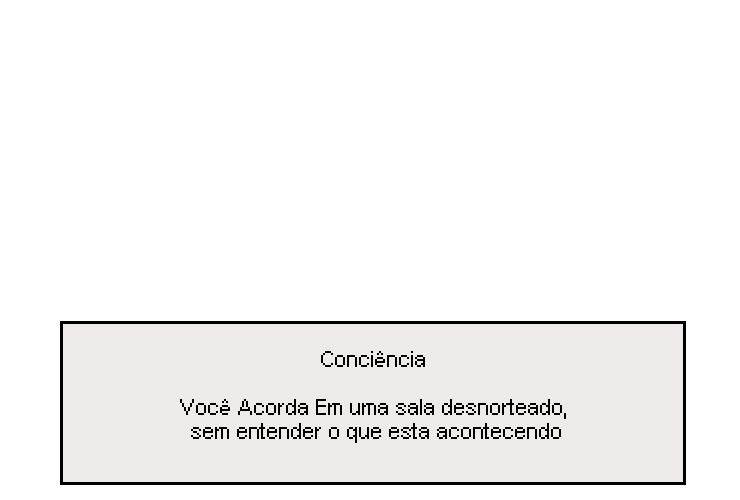 Conciência
Você Acorda Em uma sala desnorteado,
sem entender o que esta acontecendo